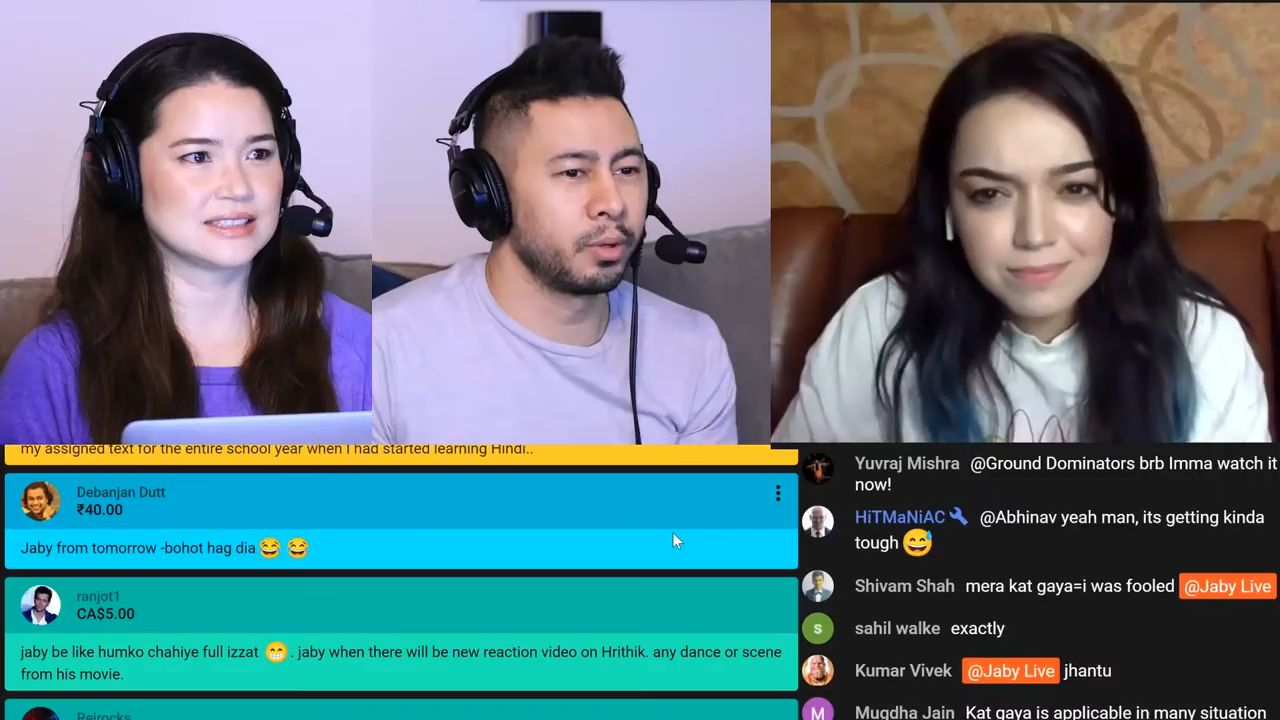 my assigned text for the entire school year when I had started learning Hindi..
Debanjan Dutt
₹40.00
Jaby from tomorrow -bohot hag dia 😂 😂
ranjot1
CA$5.00
jaby be like humko chahiye full izzat 😁 . jaby when there will be new reaction video on Hrithik. any dance or scene
from his movie.
Rejrocks
Yuvraj Mishra @Ground Dominators brb Imma watch it
now!
HiTMaNiAC @Abhinav yeah man, its getting kinda
tough 😅
Shivam Shah mera kat gaya=i was fooled @Jaby Live
S sahil walke exactly
Kumar Vivek @Jaby Live jhantu
M Mugdha Jain Kat gaya is applicable in many situation